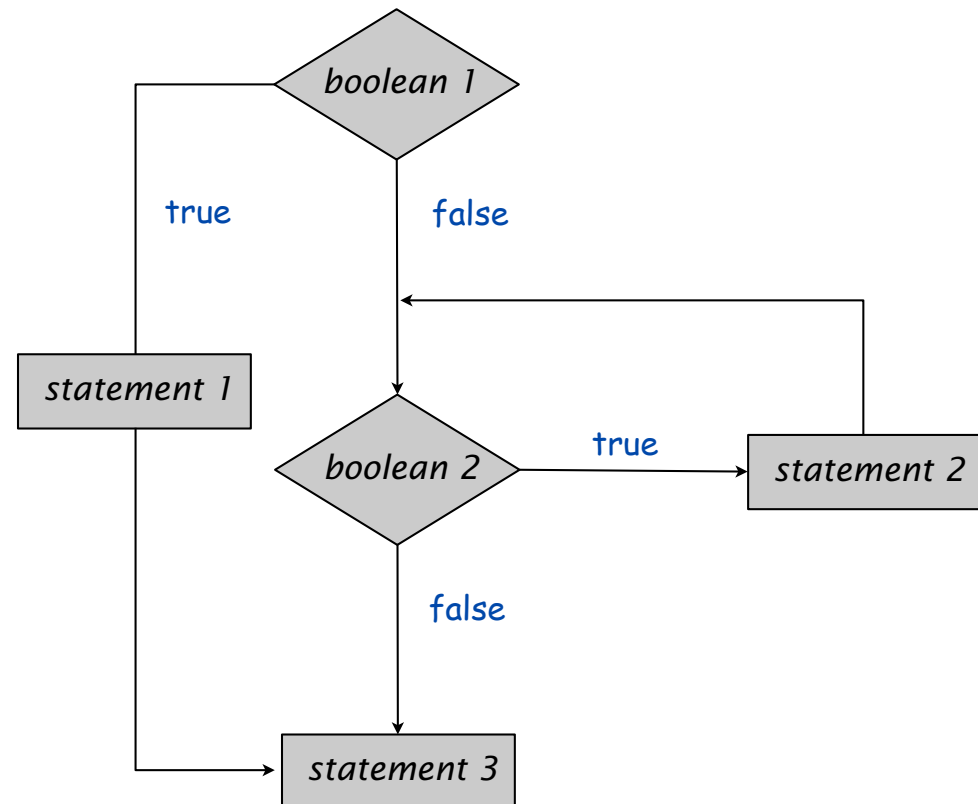 boolean 1
true
false
statement 1
boolean 2
true
statement 2
false
statement 3